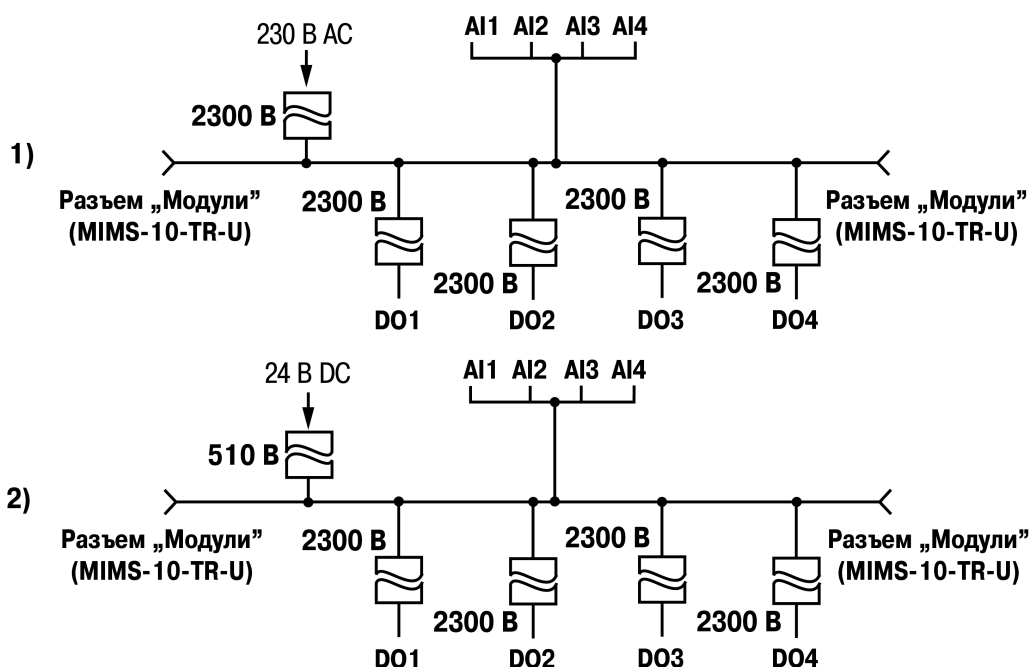 230 В AC
AI1 AI2 AI3 AI4
2300 В
1)
Разъем „Модули”
(MIMS-10-TR-U)
2300 В
2300 В
Разъем „Модули”
(MIMS-10-TR-U)
2300 В
2300 В
DO1 DO2 DO3 DO4
24 В DC
AI1 AI2 AI3 AI4
510 В
2)
Разъем „Модули”
(MIMS-10-TR-U)
2300 В
2300 В
Разъем „Модули”
(MIMS-10-TR-U)
2300 В
2300 В
DO1 DO2 DO3 DO4